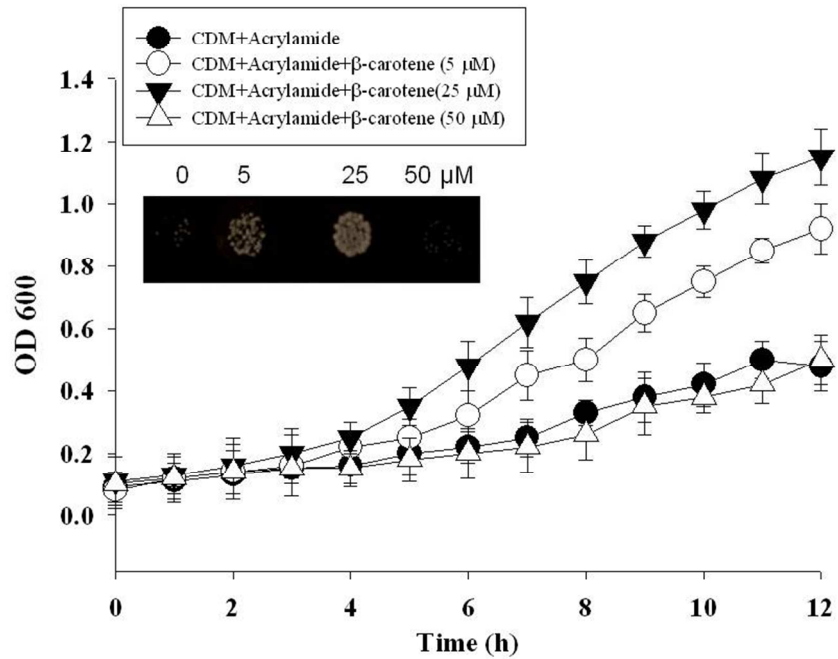 CDM+Acrylamide
CDM+Acrylamide+β-carotene (5 μM)
CDM+Acrylamide+β-carotene(25 μM)
CDM+Acrylamide+β-carotene (50 μM)
0 5 25 50 μM
OD 600
1.4
1.2
1.0
0.8
0.6
0.4
0.2
0.0
0 2 4 6 8 10 12
Time (h)